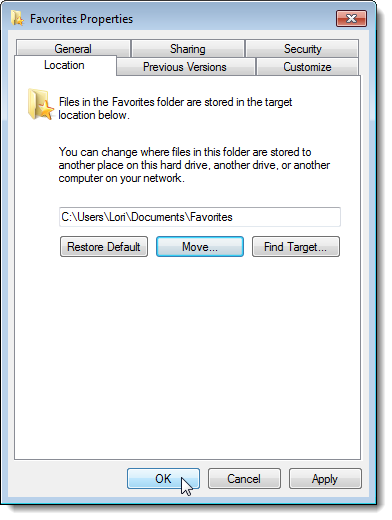 Favorites Properties
General Sharing Security
Location Previous Versions Customize
Files in the Favorites folder are stored in the target
location below.
You can change where files in this folder are stored to
another place on this hard drive, another drive, or another
computer on your network.
C:\Users\Lori\Documents\Favorites
Restore Default Move... Find Target...
OK Cancel Apply